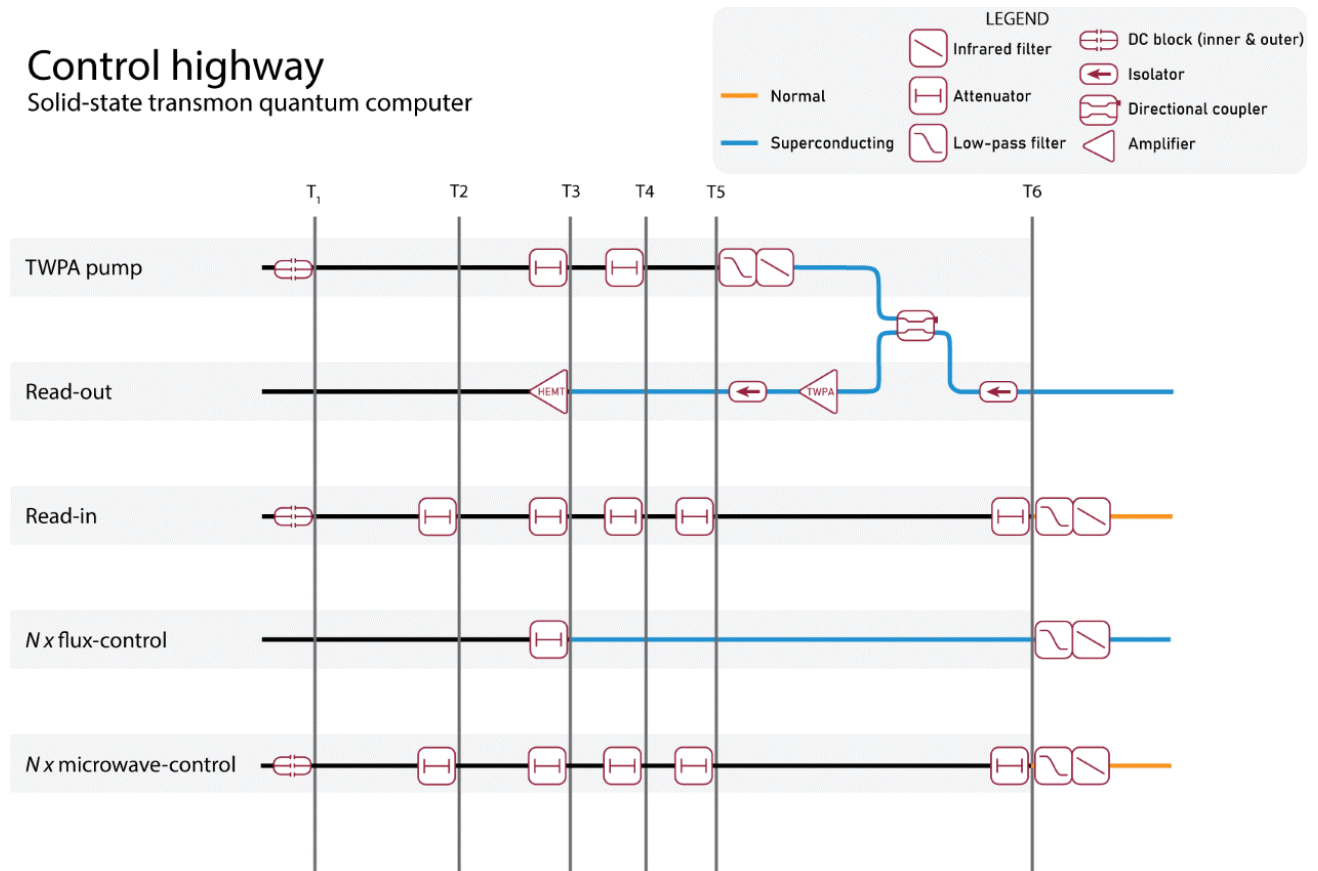 Control highway
Solid-state transmon quantum computer
LEGEND
Normal
Superconducting
Infrared filter
Attenuator
Low-pass filter
DC block (inner & outer)
Isolator
Directional coupler
Amplifier
T1 T2 T3 T4 T5 T6
TWPA pump
Read-out
HEMT
TWPA
Read-in
N x flux-control
N x microwave-control